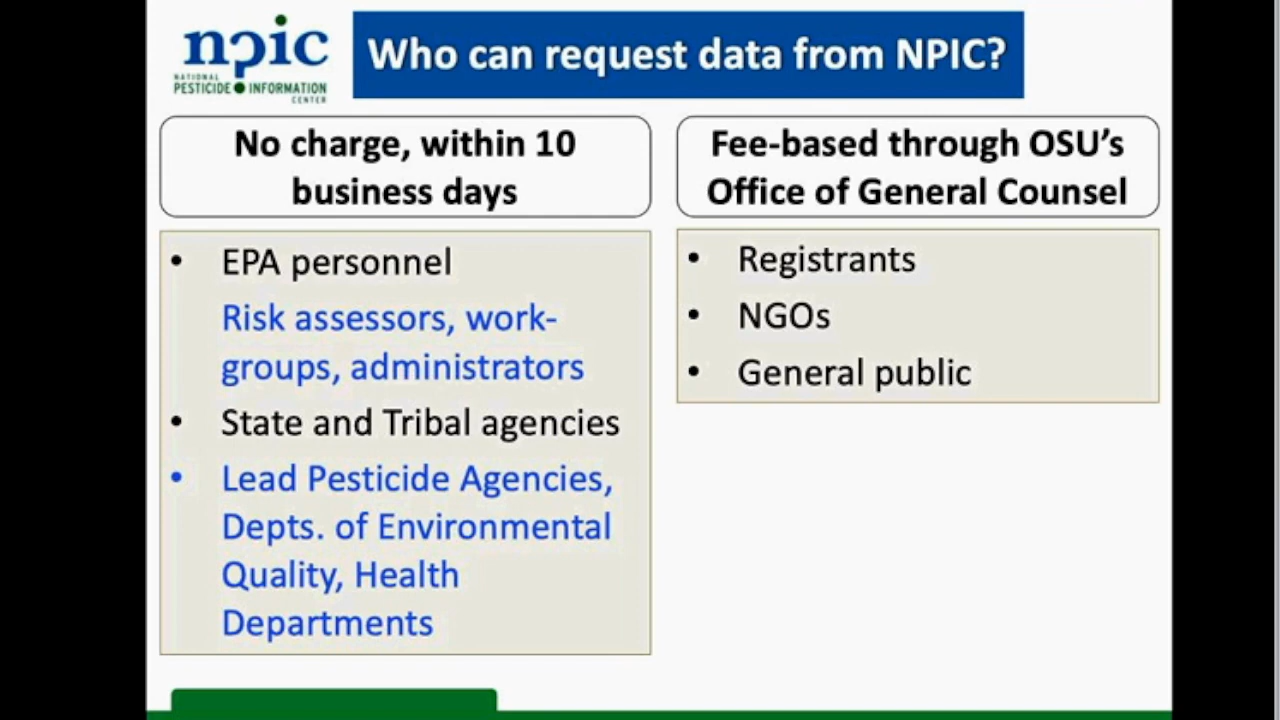 npic
NATIONAL
PESTICIDE INFORMATION
CENTER
Who can request data from NPIC?
No charge, within 10
business days
• EPA personnel
Risk assessors, work-
groups, administrators
• State and Tribal agencies
• Lead Pesticide Agencies,
Depts. of Environmental
Quality, Health
Departments
Fee-based through OSU’s
Office of General Counsel
• Registrants
• NGOs
• General public